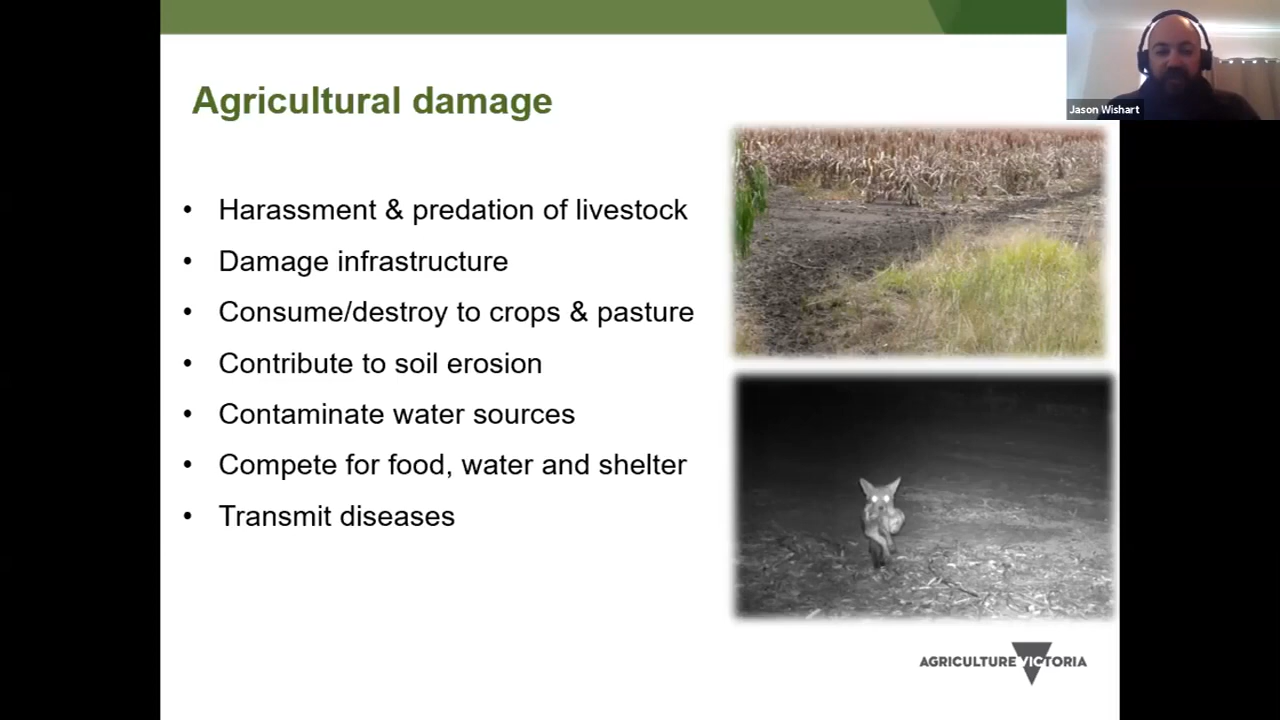 Jason Wishart
Agricultural damage
• Harassment & predation of livestock
• Damage infrastructure
• Consume/destroy to crops & pasture
• Contribute to soil erosion
• Contaminate water sources
• Compete for food, water and shelter
• Transmit diseases
AGRICULTURE VICTORIA